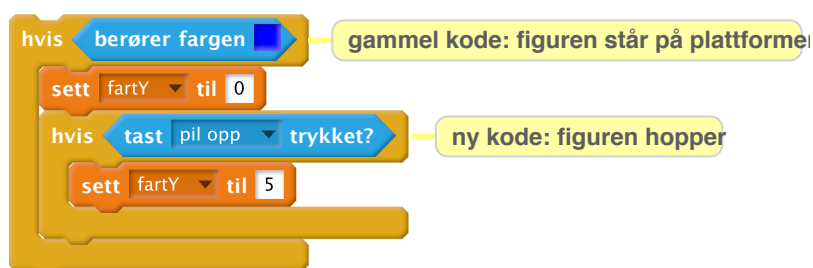 hvis berører fargen gammel kode: figuren står på plattformen
sett fartY til 0
hvis tast pil opp trykket? ny kode: figuren hopper
sett fartY til 5